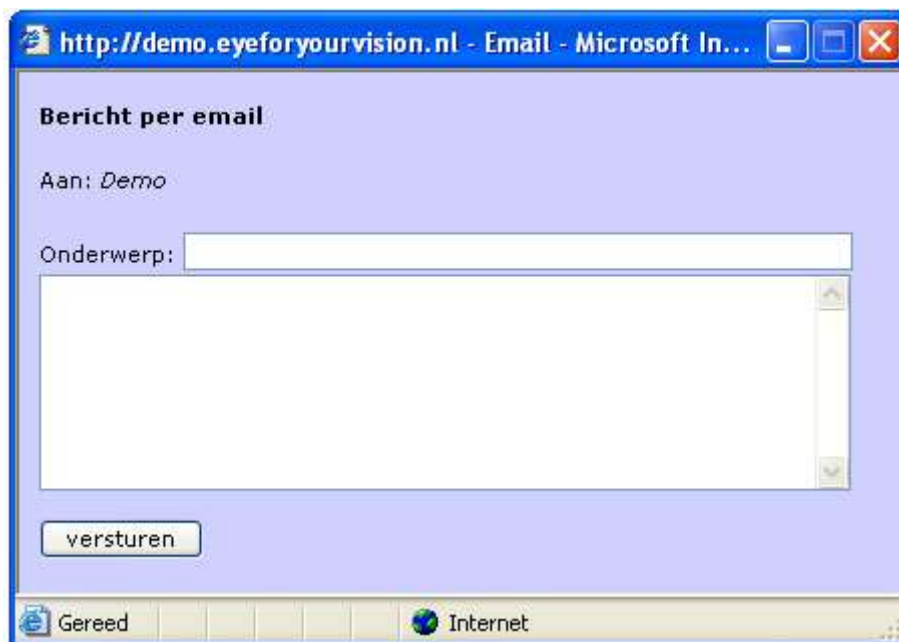 http://demo.eyeforyourvision.nl - Email - Microsoft In...
Bericht per email
Aan: Demo
Onderwerp:
versturen
Gereed Internet